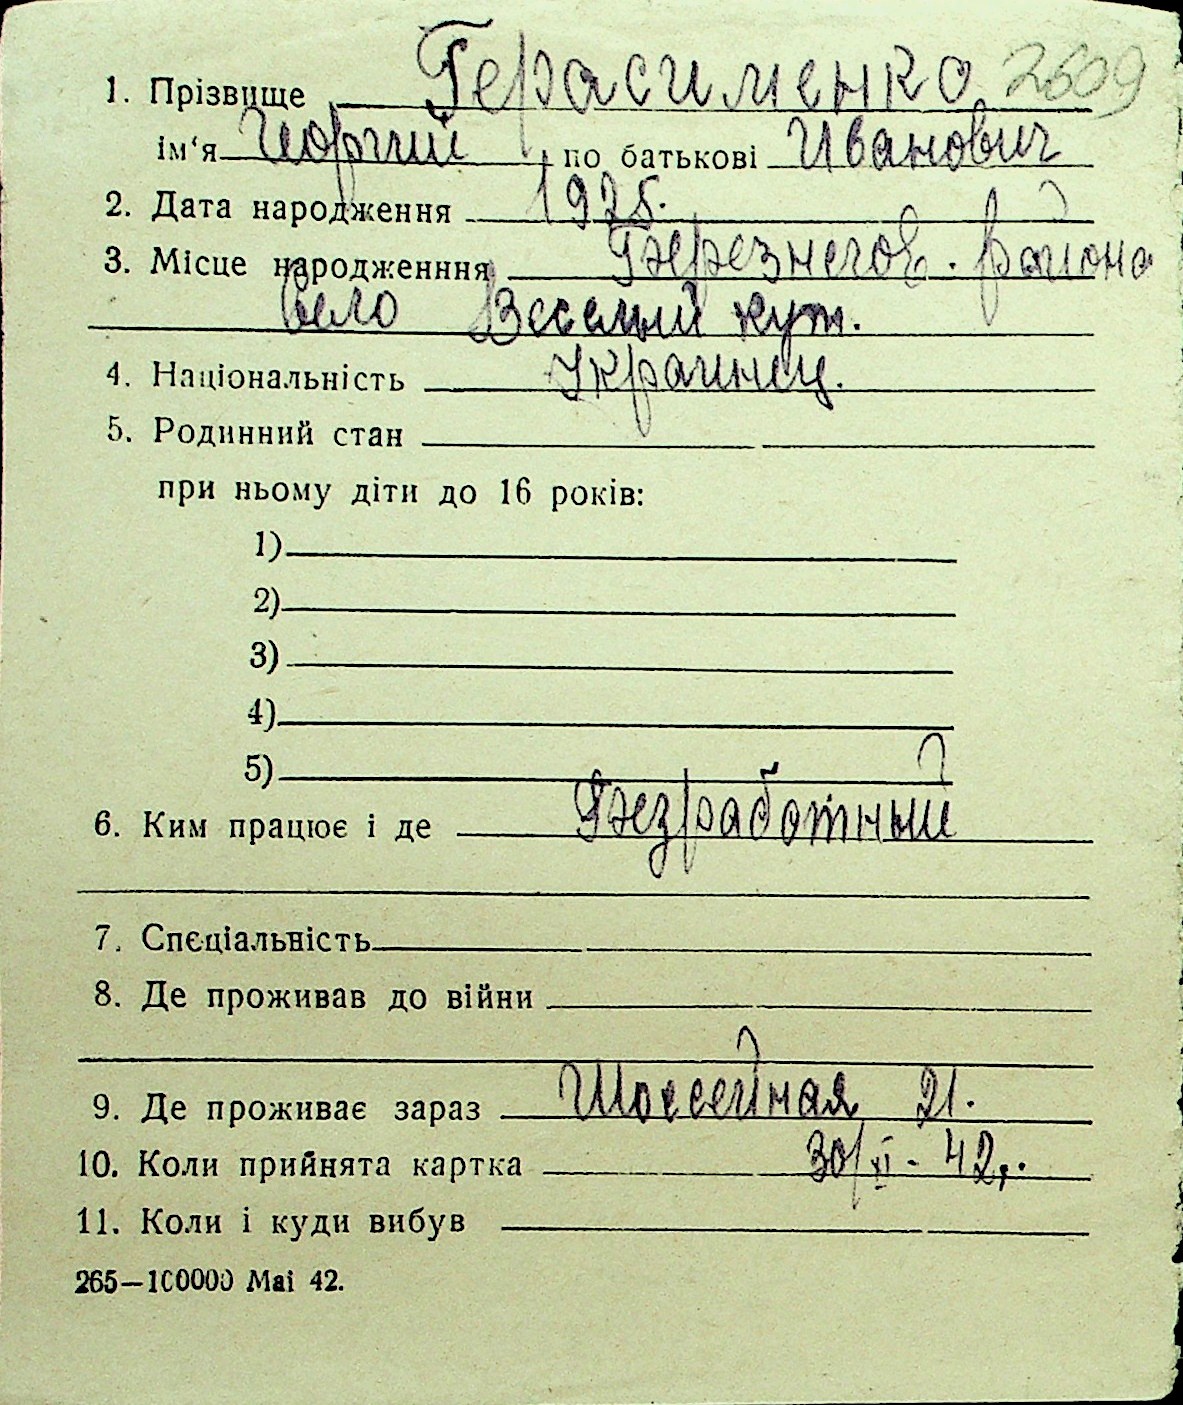 1. Прізвище Герасименко 2609
ім'я Георгий по батькові Иванович
2. Дата народження 1925.
3. Місце народженння Березнегов. района
село Веселый кут.
4. Національність Украинец.
5. Родинний стан
при ньому діти до 16 років:
1)
2)
3)
4)
5)
6. Ким працює і де Безработный
7. Спєціальність
8. Де проживав до війни
9. Де проживає зараз Шоссейная 21.
10. Коли прийнята картка 30/XI - 42.
11. Коли і куди вибув
265—100000 Mai 42.